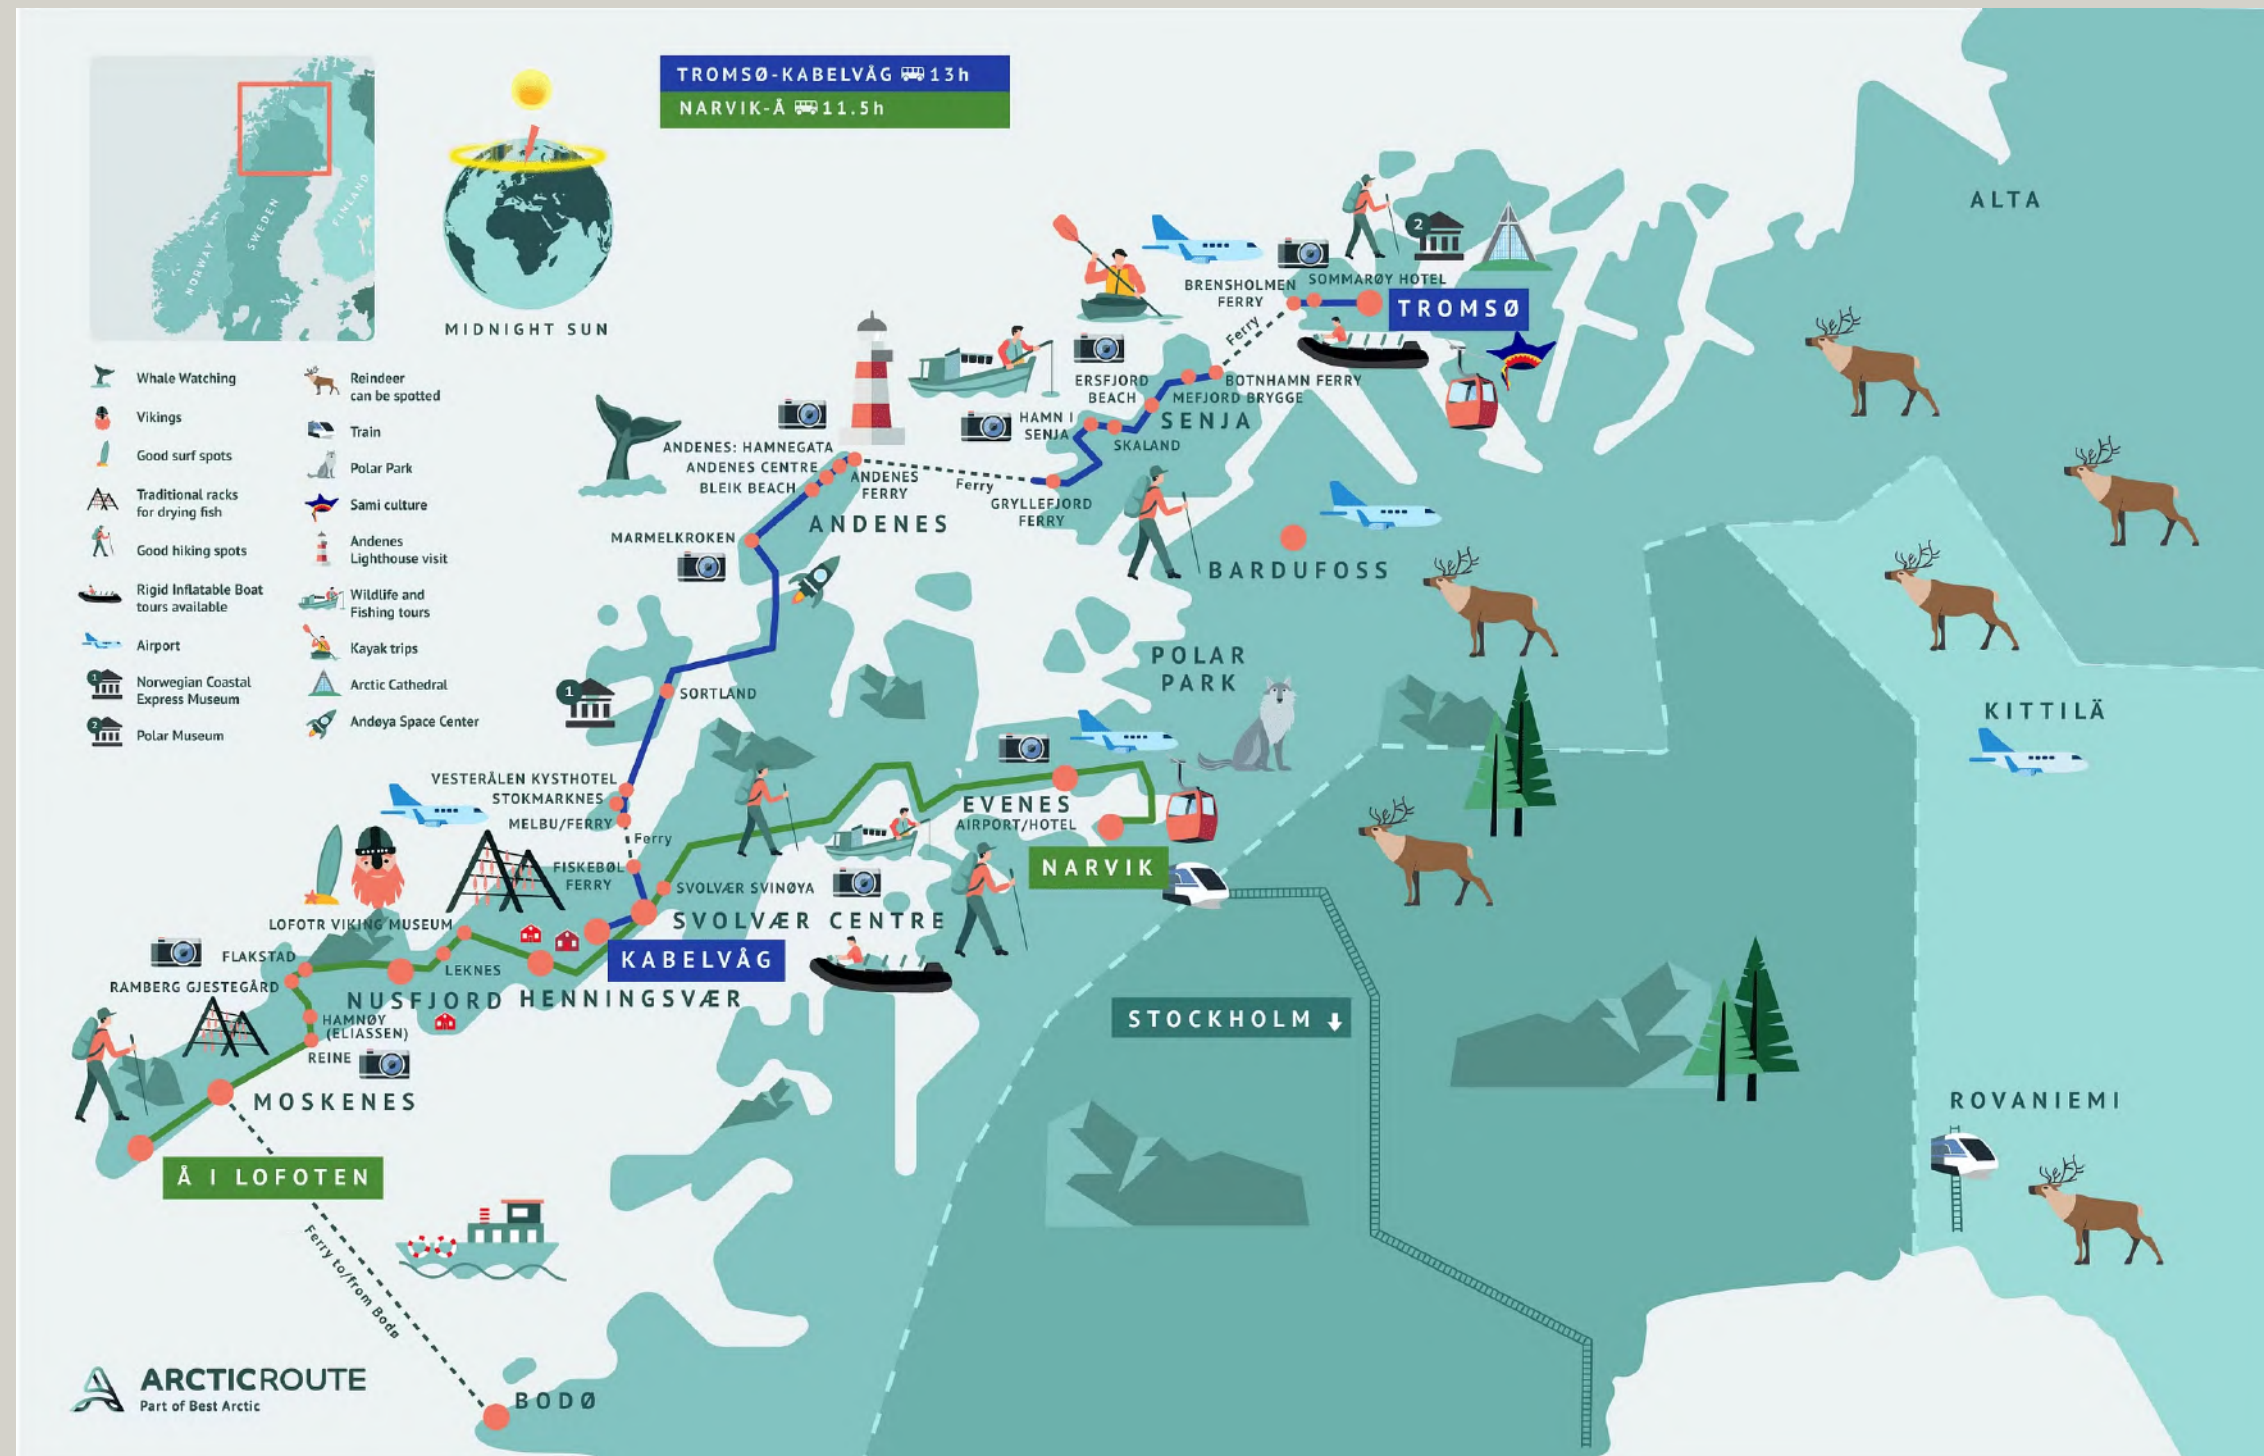 TROMSØ-KABELVÅG 13h
NARVIK-Å 11.5h
NORWAY
SWEDEN
FINLAND
MIDNIGHT SUN
Whale Watching
Vikings
Good surf spots
Traditional racks
for drying fish
Good hiking spots
Rigid Inflatable Boat
tours available
Airport
1
Norwegian Coastal
Express Museum
2
Polar Museum
Reindeer
can be spotted
Train
Polar Park
Sami culture
Andenes
Lighthouse visit
Wildlife and
Fishing tours
Kayak trips
Arctic Cathedral
Andøya Space Center
ALTA
2
BRENSHOLMEN
FERRY
SOMMARØY HOTEL
TROMSØ
Ferry
ERSFJORD
BEACH
BOTNHAMN FERRY
MEFJORD BRYGGE
SENJA
HAMN I
SENJA
SKALAND
ANDENES: HAMNEGATA
ANDENES CENTRE
BLEIK BEACH
ANDENES
FERRY
Ferry
GRYLLEFJORD
FERRY
ANDENES
MARMELKROKEN
BARDUFOSS
POLAR
PARK
1
SORTLAND
KITTILÄ
VESTERÅLEN KYSTHOTEL
STOKMARKNES
MELBU/FERRY
Ferry
FISKEBØL
FERRY
EVENES
AIRPORT/HOTEL
NARVIK
SVOLVÆR SVINØYA
SVOLVÆR CENTRE
LOFOTR VIKING MUSEUM
KABELVÅG
FLAKSTAD
LEKNES
RAMBERG GJESTEGÅRD
NUSFJORD
HENNINGSVÆR
HAMNØY
(ELIASSEN)
REINE
STOCKHOLM
MOSKENES
ROVANIEMI
Å I LOFOTEN
Ferry to/from Bodø
ARCTICROUTE
Part of Best Arctic
BODØ